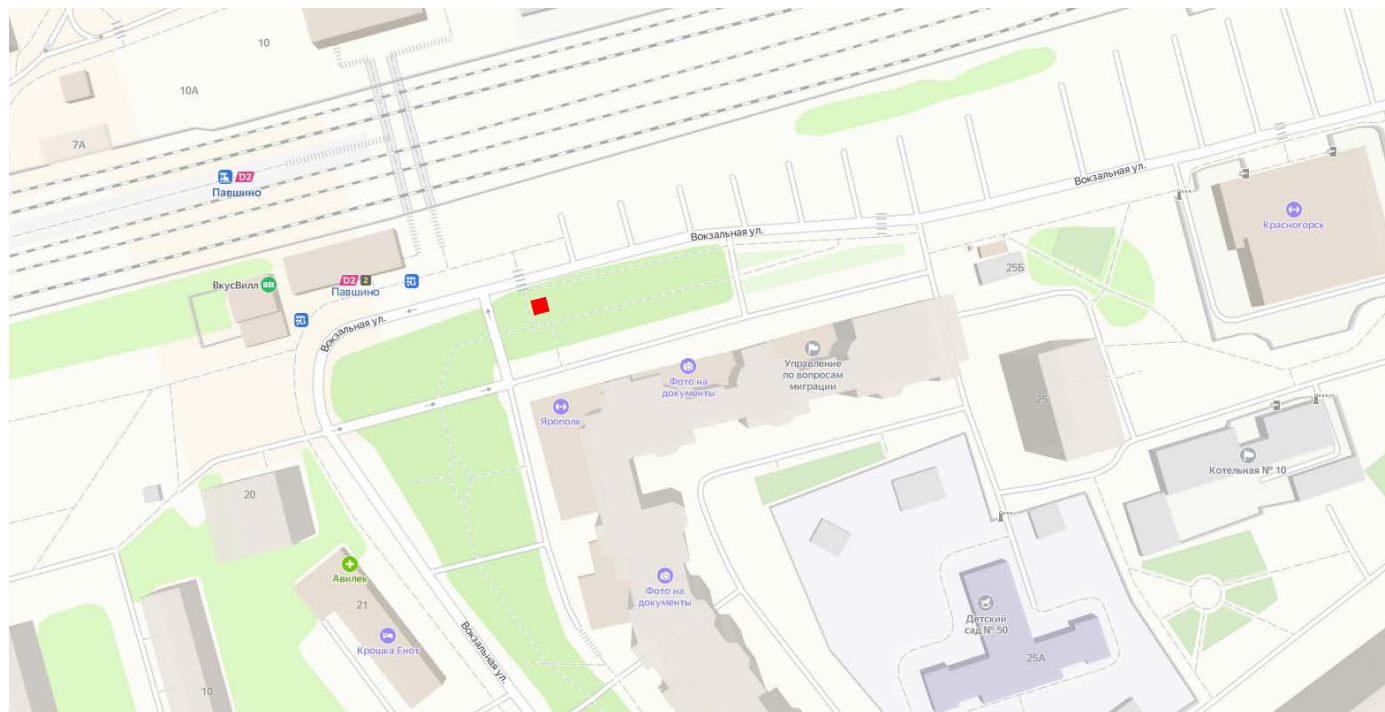 10
10А
7А
D2
Павшино
Вокзальная ул.
Красногорск
Вокзальная ул.
25Б
ВкусВилл
ВВ
D2 2
Павшино
Вокзальная ул.
Управление
по вопросам
миграции
Фото на
документы
Ярополк
25
Котельная № 10
20
Авилек
21
Фото на
документы
Детский
сад № 50
Крошка Енот
Вокзальная ул.
25А
10